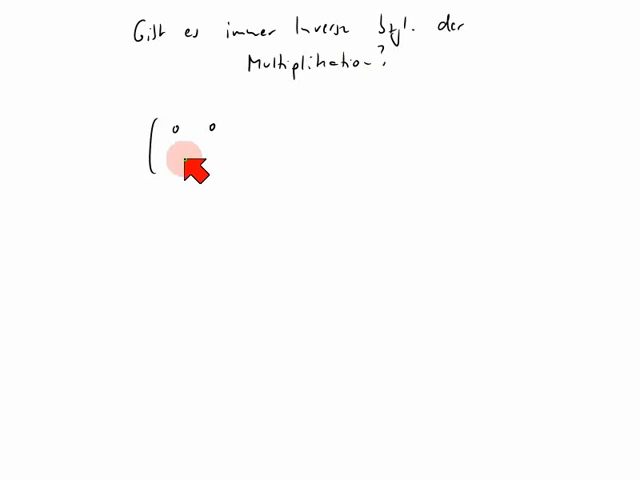 Gibt es immer Inverse bzgl. der
Multiplikation?
( 0 0